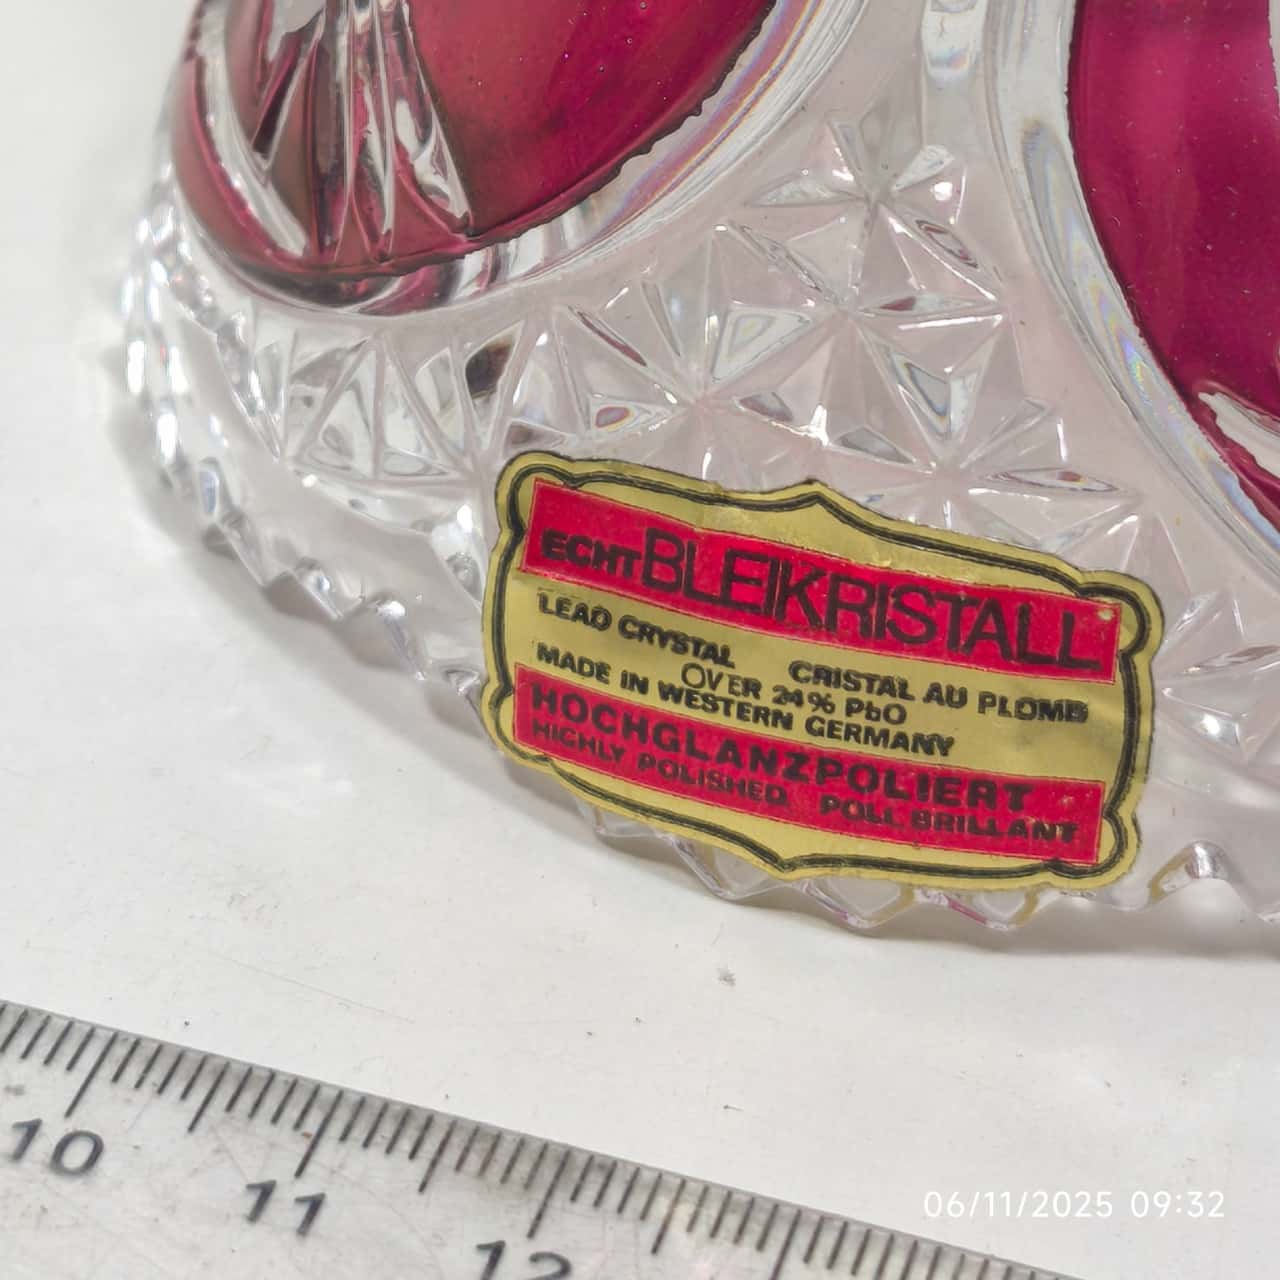 ECHT BLEIKRISTALL
LEAD CRYSTAL CRISTAL AU PLOMB
OVER 24% PbO
MADE IN WESTERN GERMANY
HOCHGLANZPOLIERT
HIGHLY POLISHED POLI BRILLANT
10
11
12
06/11/2025 09:32